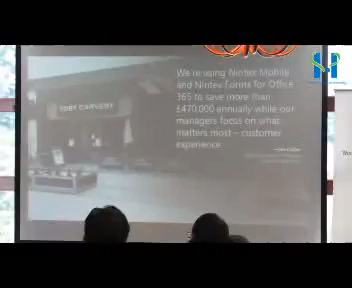 We're using Nintex Mobile
and Nintex Forms for Office
365 to save more than
£470,000 annually while our
managers focus on what
matters most – customer
experience.
TOBY CARVERY